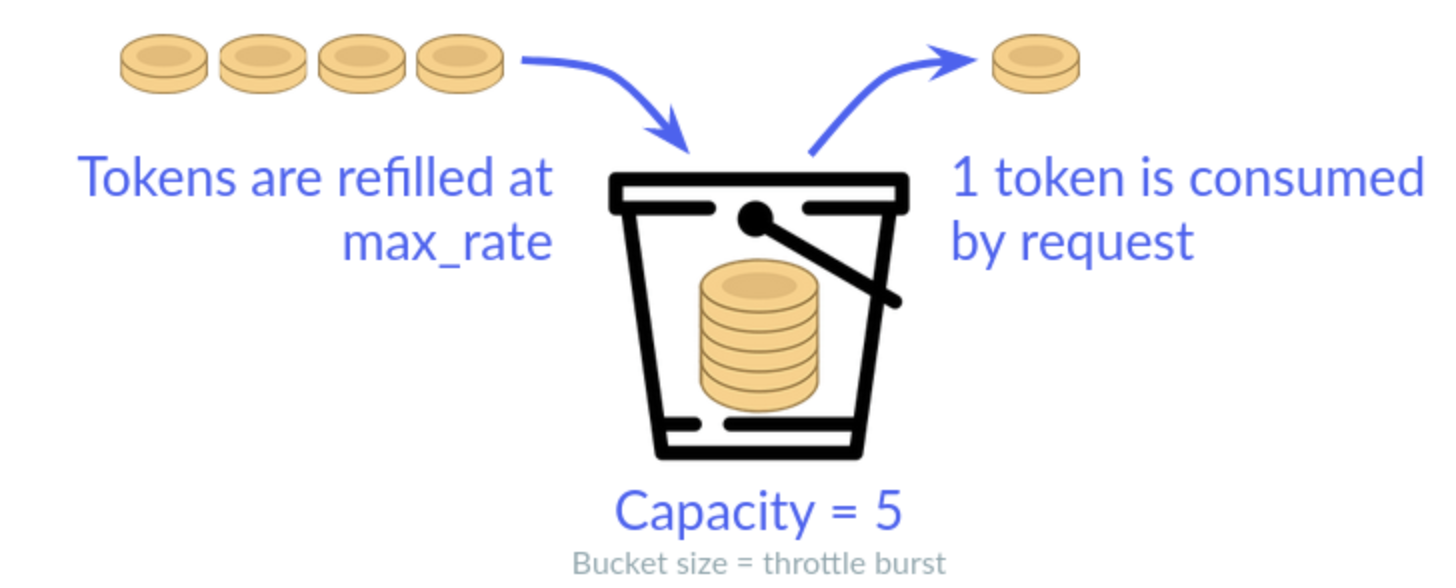 Tokens are refilled at
max_rate
1 token is consumed
by request
Capacity = 5
Bucket size = throttle burst